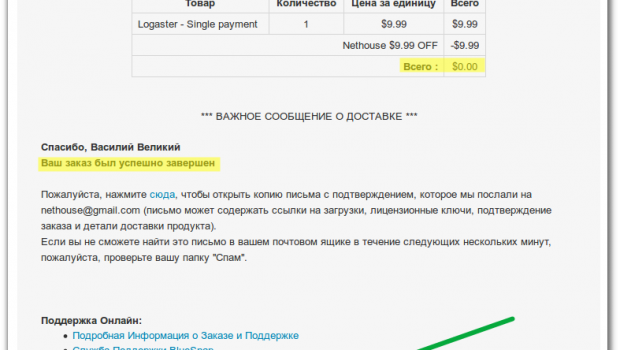 Товар Количество Цена за единицу Всего
Logaster - Single payment 1 $9.99 $9.99
Nethouse $9.99 OFF -$9.99
Всего : $0.00
*** ВАЖНОЕ СООБЩЕНИЕ О ДОСТАВКЕ ***
Спасибо, Василий Великий
Ваш заказ был успешно завершен
Пожалуйста, нажмите сюда, чтобы открыть копию письма с подтверждением, которое мы послали на
nethouse@gmail.com (письмо может содержать ссылки на загрузки, лицензионные ключи, подтверждение
заказа и детали доставки продукта).
Если вы не сможете найти это письмо в вашем почтовом ящике в течение следующих нескольких минут,
пожалуйста, проверьте вашу папку "Спам".
Поддержка Онлайн:
• Подробная Информация о Заказе и Поддержке
• Служба Поддержки BlueSnap